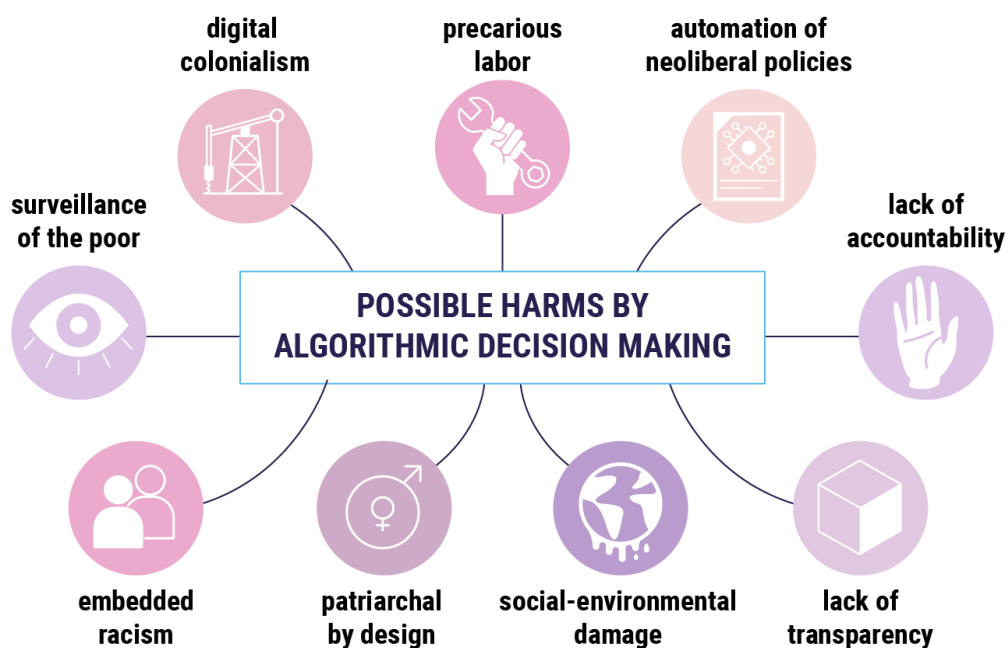 digital
colonialism
precarious
labor
automation of
neoliberal policies
surveillance
of the poor
lack of
accountability
POSSIBLE HARMS BY
ALGORITHMIC DECISION MAKING
embedded
racism
patriarchal
by design
social-environmental
damage
lack of
transparency